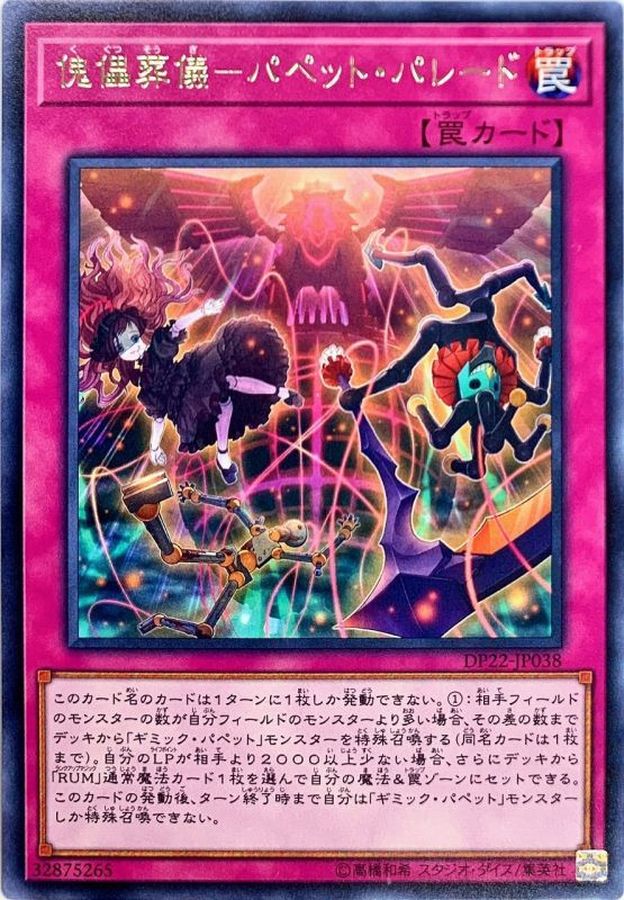 傀儡葬儀－パペット・パレード
罠
【罠カード】
DP22-JP038
このカード名のカードは1ターンに1枚しか発動できない。①：相手フィールド
のモンスターの数が自分フィールドのモンスターより多い場合、その差の数まで
デッキから「ギミック・パペット」モンスターを特殊召喚する（同名カードは1枚
まで）。自分のLPが相手より２０００以上少ない場合、さらにデッキから
「RUM」通常魔法カード1枚を選んで自分の魔法＆罠ゾーンにセットできる。
このカードの発動後、ターン終了時まで自分は「ギミック・パペット」モンスター
しか特殊召喚できない。
32875265
©高橋和希 スタジオ・ダイス/集英社